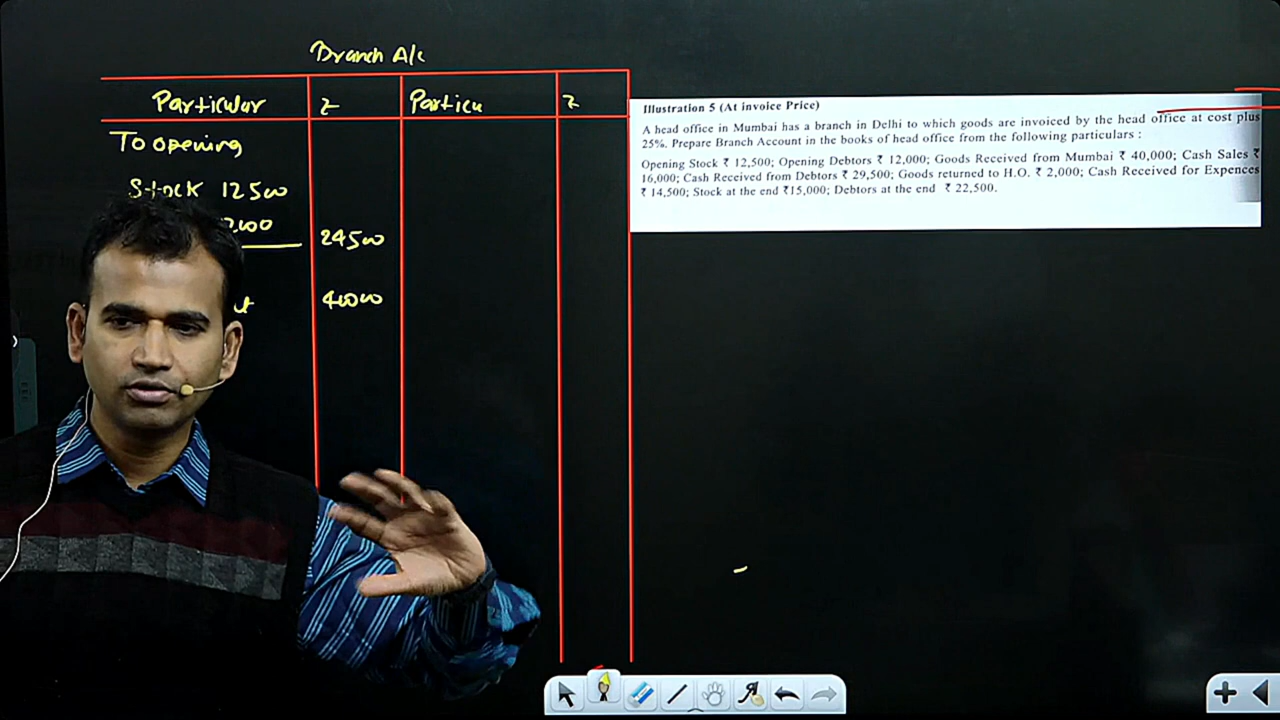 Branch A/c
Particular ₹ Particu ₹
To opening
Stock 12500
24500
40000
Illustration 5 (At invoice Price)
A head office in Mumbai has a branch in Delhi to which goods are invoiced by the head office at cost plus
25%. Prepare Branch Account in the books of head office from the following particulars :
Opening Stock ₹ 12,500; Opening Debtors ₹ 12,000; Goods Received from Mumbai ₹ 40,000; Cash Sales ₹
16,000; Cash Received from Debtors ₹ 29,500; Goods returned to H.O. ₹ 2,000; Cash Received for Expences
₹ 14,500; Stock at the end ₹15,000; Debtors at the end ₹ 22,500.